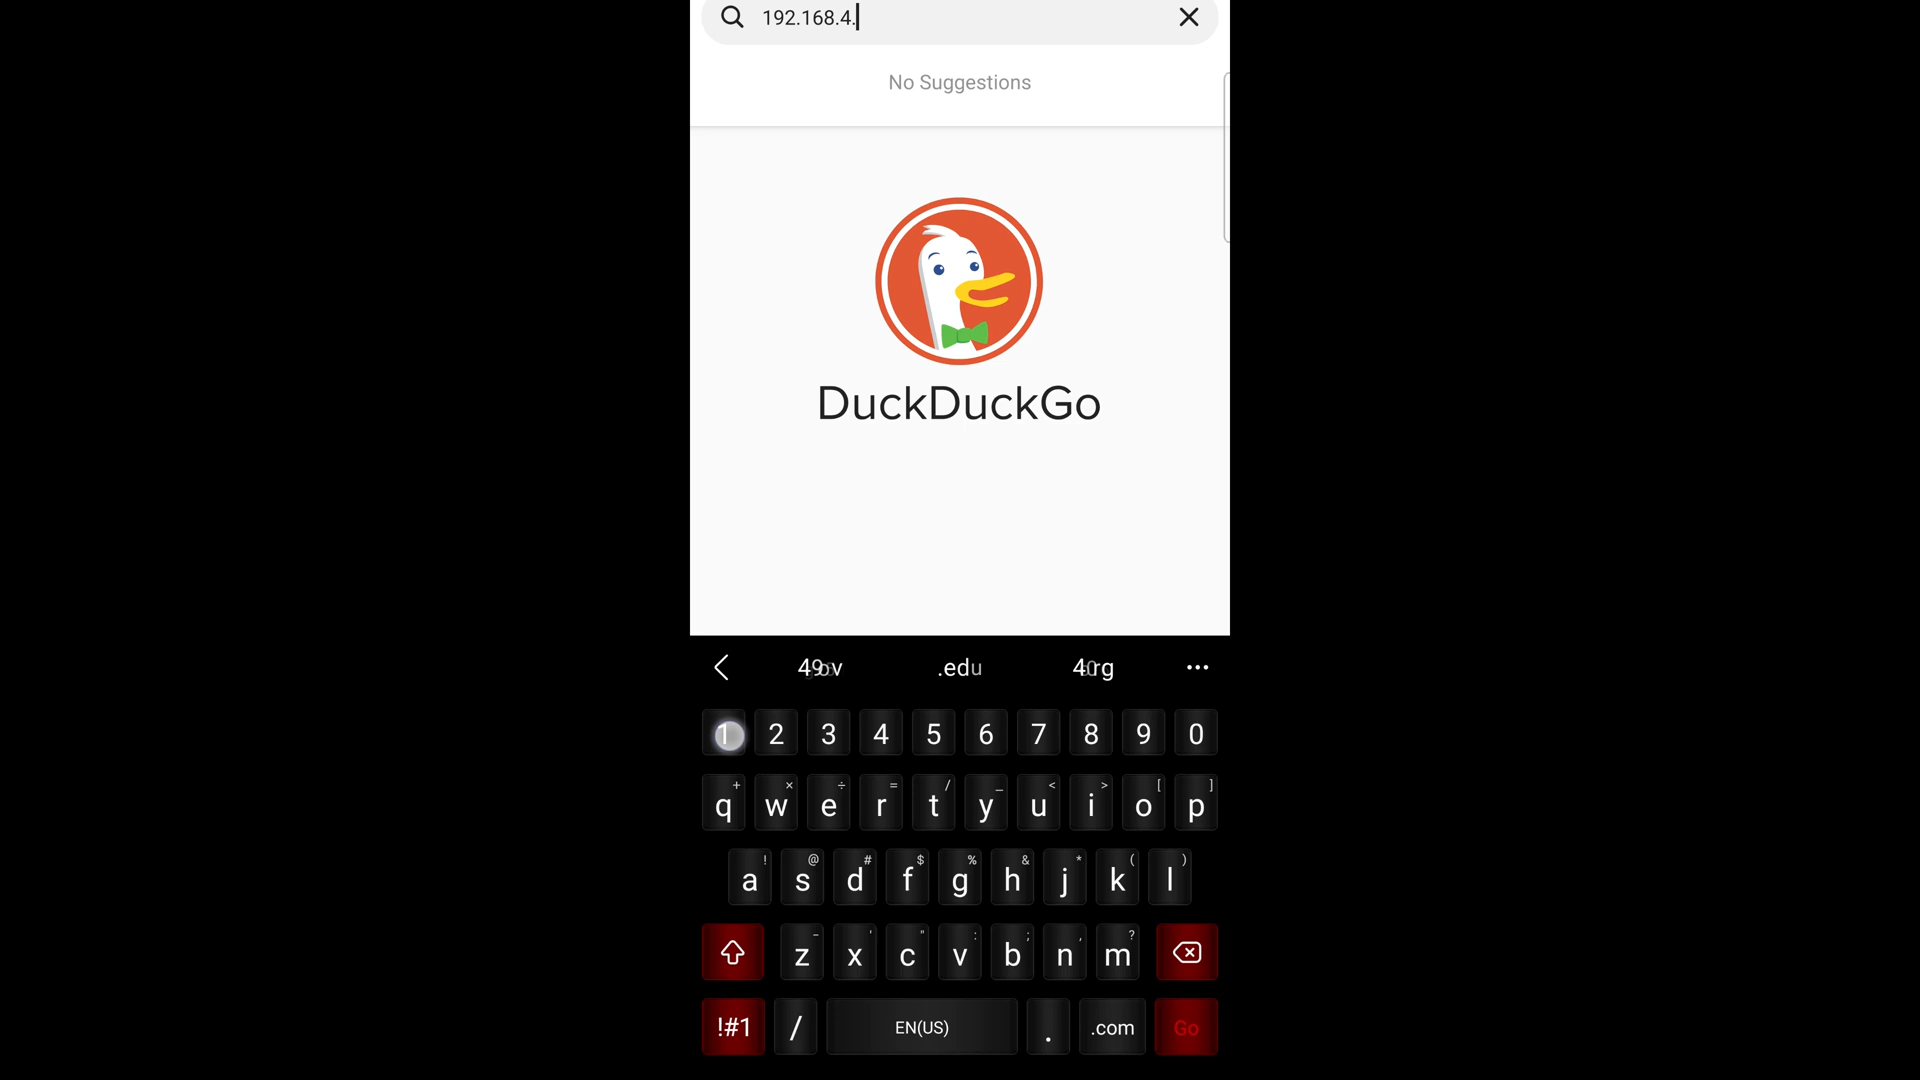 192.168.4.
No Suggestions
DuckDuckGo
.edu
1 2 3 4 5 6 7 8 9 0
+ × ÷ = / _ < > [ ]
q w e r t y u i o p
! @ # $ % & * ( )
a s d f g h j k l
- ' " : ; , ?
z x c v b n m
!#1 / EN(US) . .com Go